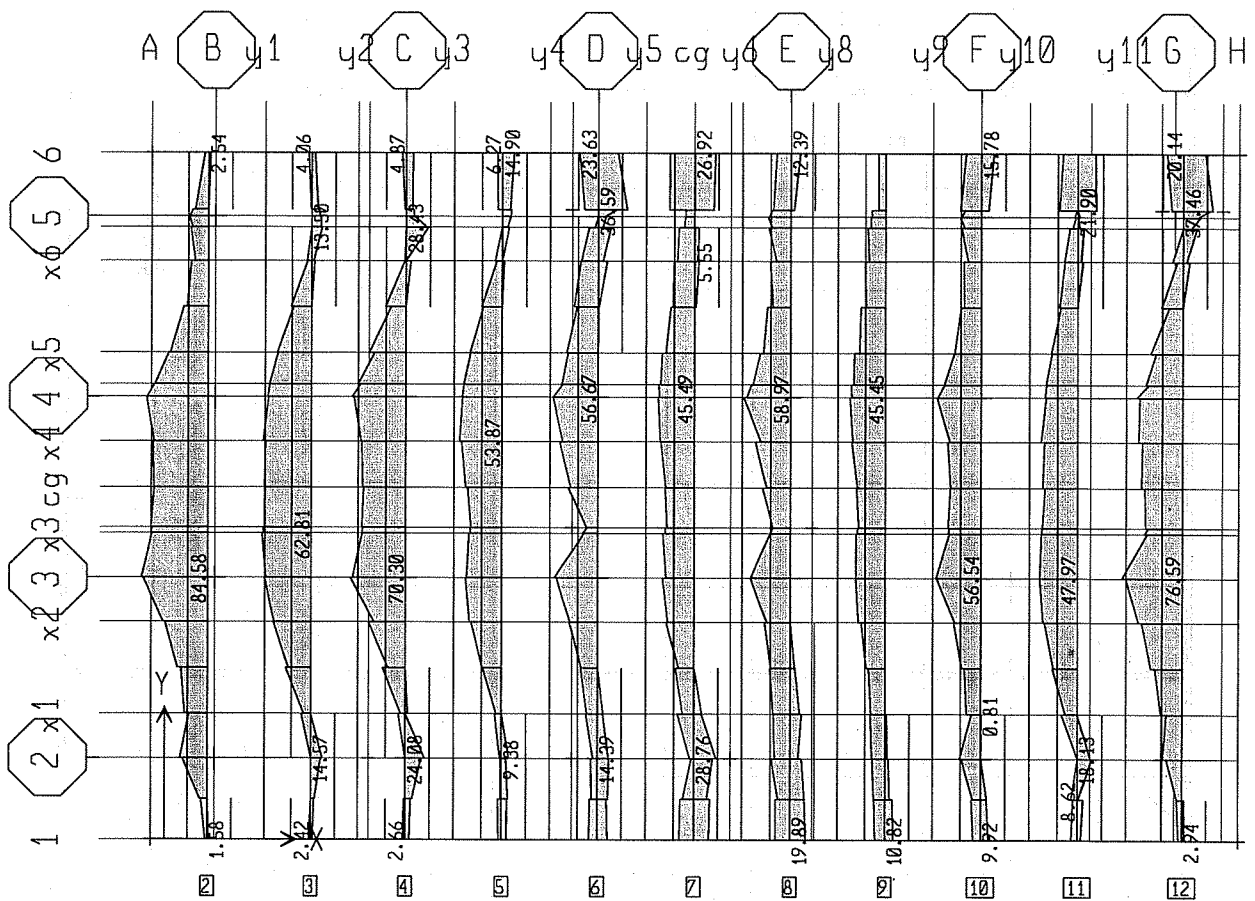 A B y1 y2 C y3 y4 D y5 cg y6 E y8 y9 F y10 y11 G H
6 5 x6 x5 4 x4 cg x3 3 x2 x1 2 1
Y
2.54 4.06 4.87 6.27 14.90 23.63 26.92 12.39 15.78 20.14
13.50 28.43 36.59 5.55 21.90 37.46
53.87 56.67 45.49 58.97 45.45
84.58 62.81 70.30 56.54 47.97 76.59
14.57 24.08 9.38 14.39 28.76 0.81 18.13
1.58 2.42 2.66 19.89 10.82 9.92 8.62 2.94
2 3 4 5 6 7 8 9 10 11 12